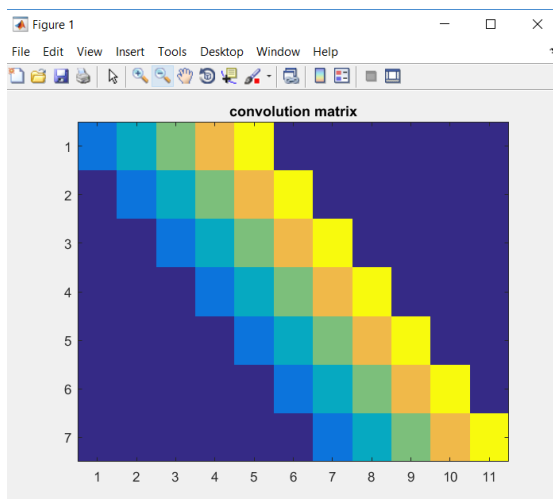 Figure 1
File Edit View Insert Tools Desktop Window Help
convolution matrix
1
2
3
4
5
6
7
1 2 3 4 5 6 7 8 9 10 11